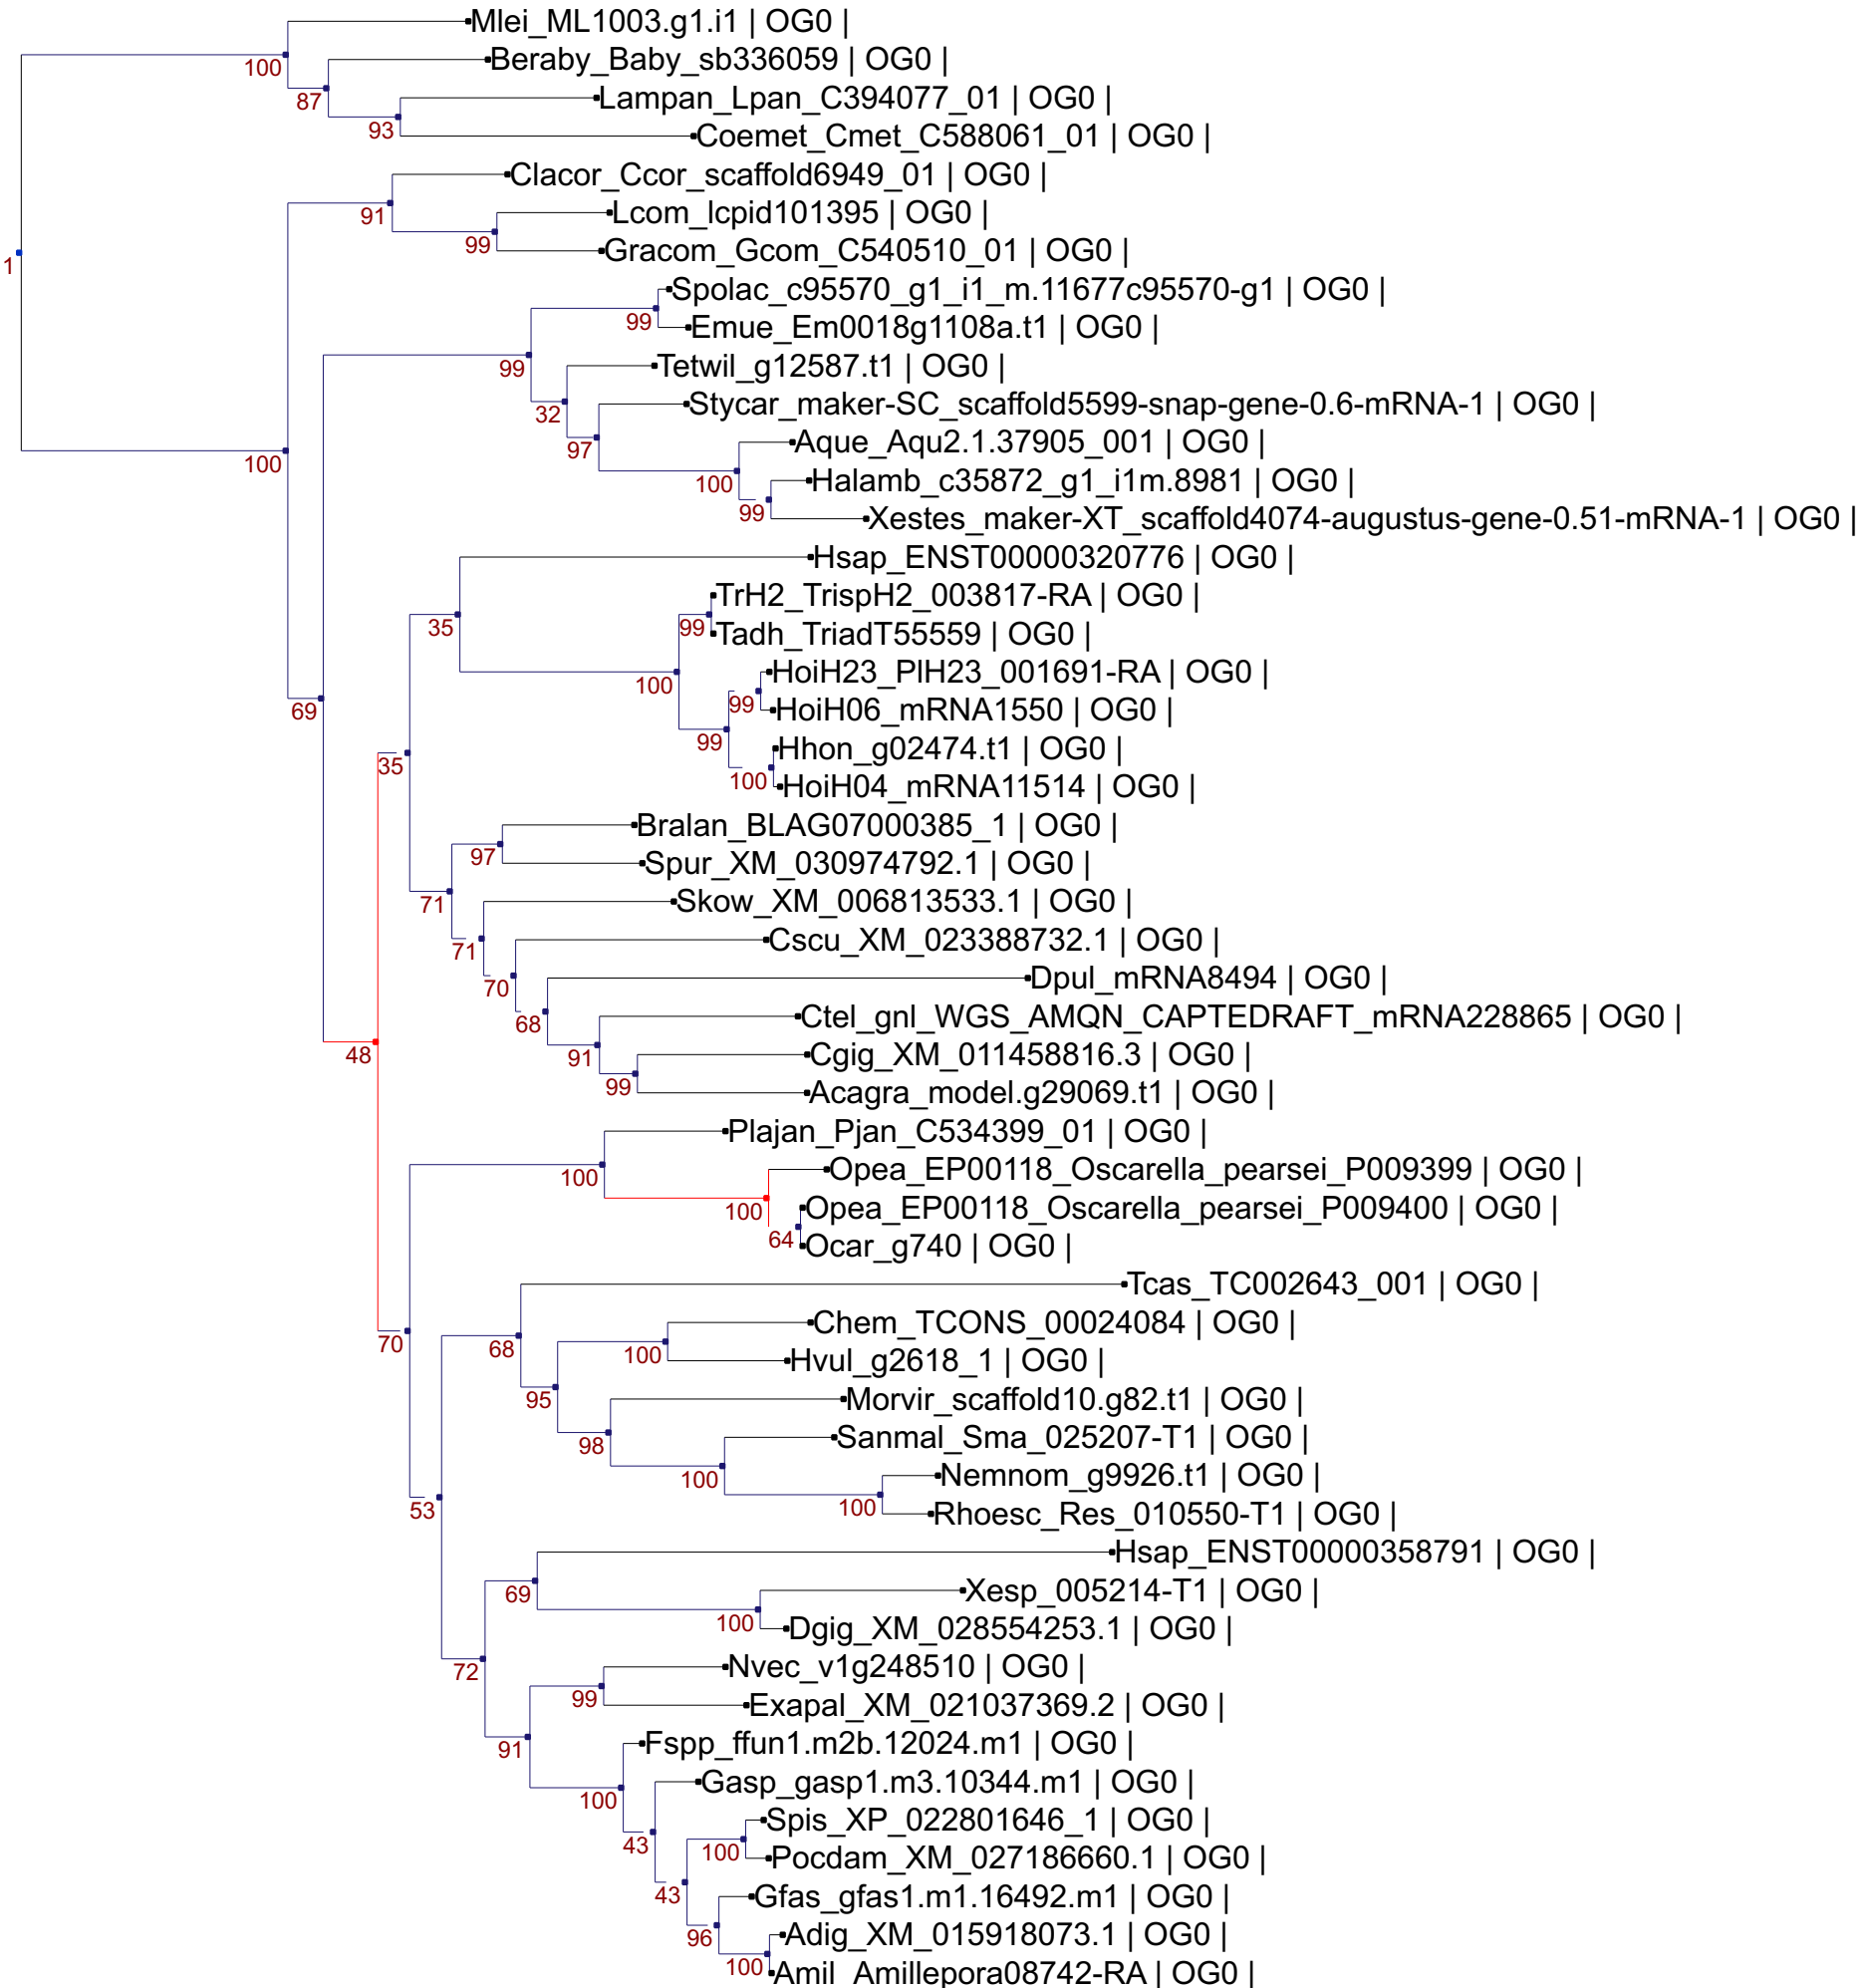 Mlei_ML1003.g1.i1 | OG0 |
100
Beraby_Baby_sb336059 | OG0 |
87
Lampan_Lpan_C394077_01 | OG0 |
93
Coemet_Cmet_C588061_01 | OG0 |
Clacor_Ccor_scaffold6949_01 | OG0 |
91
Lcom_lcpid101395 | OG0 |
99
Gracom_Gcom_C540510_01 | OG0 |
1
Spolac_c95570_g1_i1_m.11677c95570-g1 | OG0 |
99
Emue_Em0018g1108a.t1 | OG0 |
99
Tetwil_g12587.t1 | OG0 |
32
Stycar_maker-SC_scaffold5599-snap-gene-0.6-mRNA-1 | OG0 |
97
Aque_Aqu2.1.37905_001 | OG0 |
100
100
Halamb_c35872_g1_i1m.8981 | OG0 |
99
Xestes_maker-XT_scaffold4074-augustus-gene-0.51-mRNA-1 | OG0 |
Hsap_ENST00000320776 | OG0 |
35
TrH2_TrispH2_003817-RA | OG0 |
99
Tadh_TriadT55559 | OG0 |
100
HoiH23_PlH23_001691-RA | OG0 |
99
HoiH06_mRNA1550 | OG0 |
69
99
Hhon_g02474.t1 | OG0 |
35
100
HoiH04_mRNA11514 | OG0 |
Bralan_BLAG07000385_1 | OG0 |
97
Spur_XM_030974792.1 | OG0 |
71
Skow_XM_006813533.1 | OG0 |
71
Cscu_XM_023388732.1 | OG0 |
70
Dpul_mRNA8494 | OG0 |
68
Ctel_gnl_WGS_AMQN_CAPTEDRAFT_mRNA228865 | OG0 |
91
Cgig_XM_011458816.3 | OG0 |
48
99
Acagra_model.g29069.t1 | OG0 |
Plajan_Pjan_C534399_01 | OG0 |
100
Opea_EP00118_Oscarella_pearsei_P009399 | OG0 |
100
Opea_EP00118_Oscarella_pearsei_P009400 | OG0 |
64
Ocar_g740 | OG0 |
Tcas_TC002643_001 | OG0 |
70
68
Chem_TCONS_00024084 | OG0 |
100
Hvul_g2618_1 | OG0 |
95
Morvir_scaffold10.g82.t1 | OG0 |
98
Sanmal_Sma_025207-T1 | OG0 |
100
Nemnom_g9926.t1 | OG0 |
100
Rhoesc_Res_010550-T1 | OG0 |
53
Hsap_ENST00000358791 | OG0 |
69
Xesp_005214-T1 | OG0 |
100
Dgig_XM_028554253.1 | OG0 |
72
Nvec_v1g248510 | OG0 |
99
Exapal_XM_021037369.2 | OG0 |
91
Fspp_ffun1.m2b.12024.m1 | OG0 |
100
Gasp_gasp1.m3.10344.m1 | OG0 |
43
Spis_XP_022801646_1 | OG0 |
100
Pocdam_XM_027186660.1 | OG0 |
43
Gfas_gfas1.m1.16492.m1 | OG0 |
96
Adig_XM_015918073.1 | OG0 |
100
Amil_Amillepora08742-RA | OG0 |